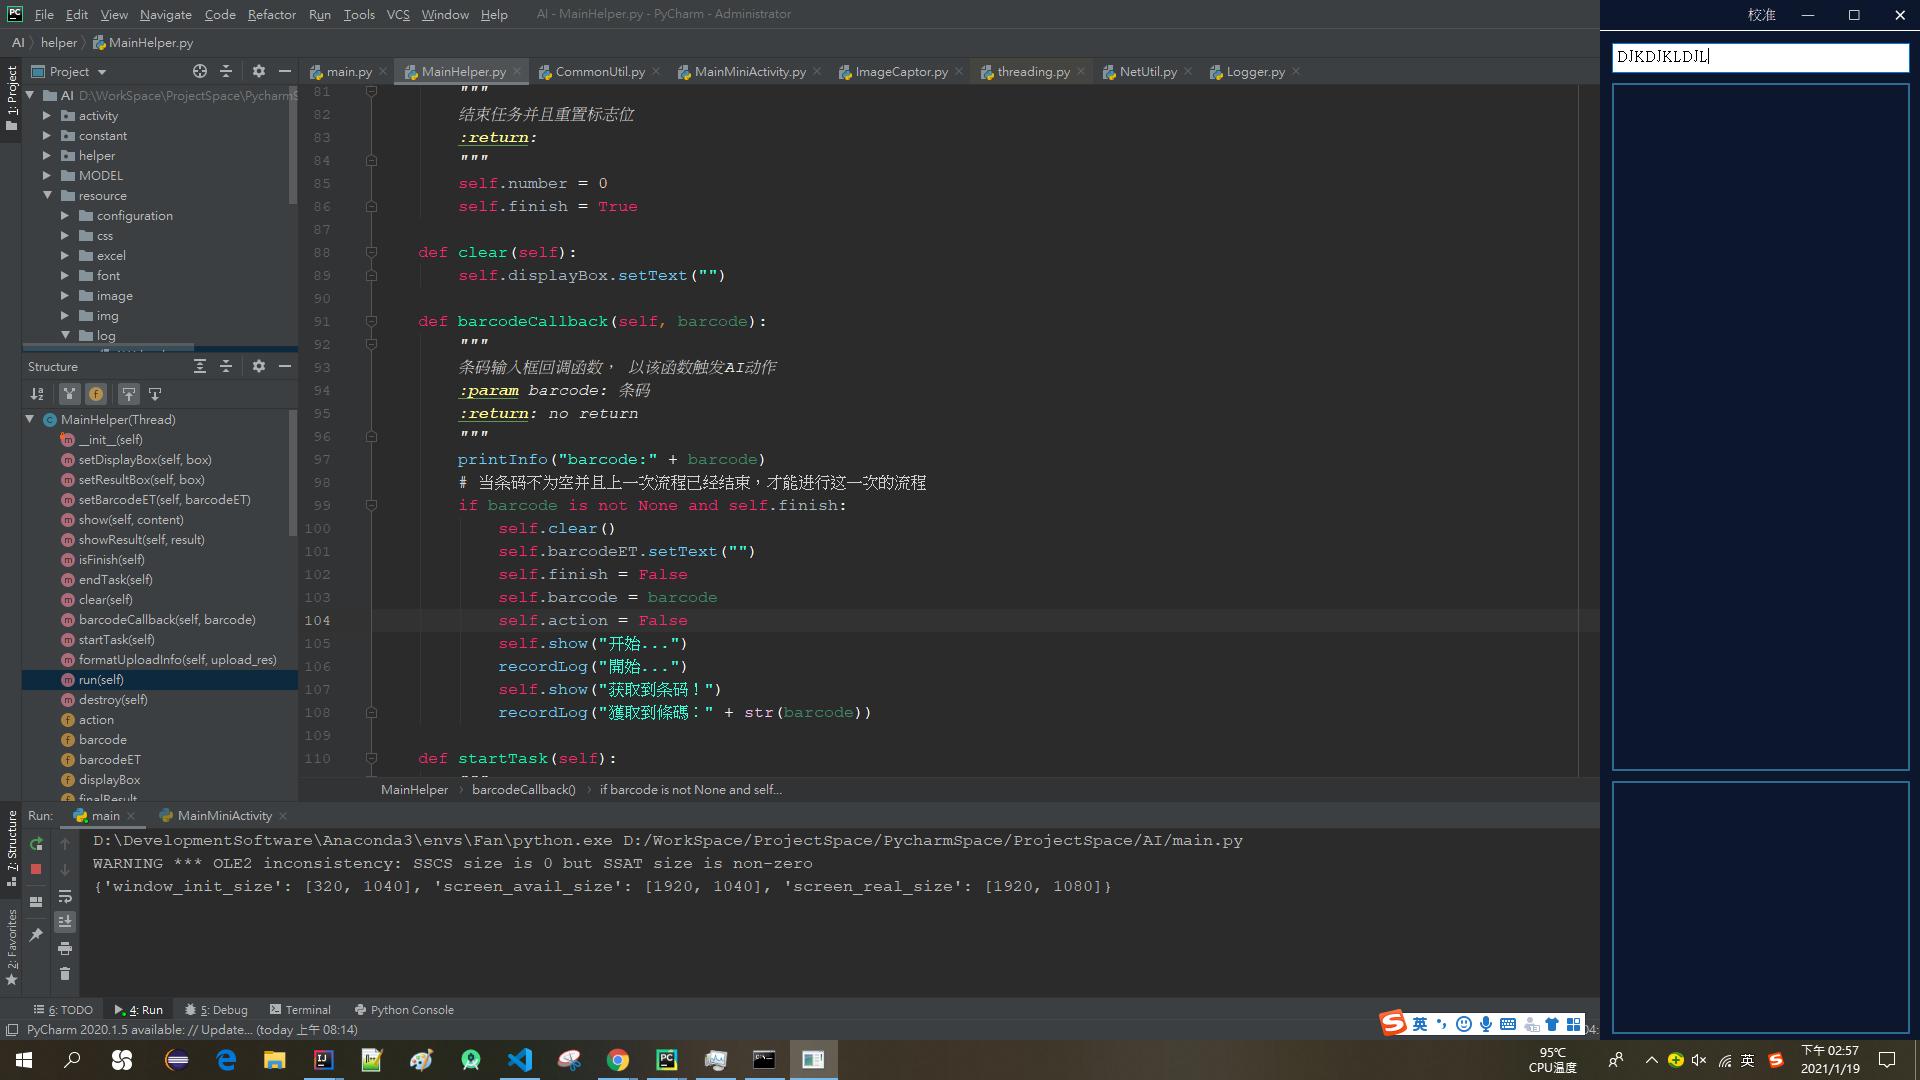 File Edit View Navigate Code Refactor Run Tools VCS Window Help AI - MainHelper.py - PyCharm - Administrator
校准
AI helper MainHelper.py
DJKDJKLDJL
Project
main.py MainHelper.py CommonUtil.py MainMiniActivity.py ImageCaptor.py threading.py NetUtil.py Logger.py
1: Project
AI D:\WorkSpace\ProjectSpace\PycharmS
activity
constant
helper
MODEL
resource
configuration
css
excel
font
image
img
log
Structure
MainHelper(Thread)
__init__(self)
setDisplayBox(self, box)
setResultBox(self, box)
setBarcodeET(self, barcodeET)
show(self, content)
showResult(self, result)
isFinish(self)
endTask(self)
clear(self)
barcodeCallback(self, barcode)
startTask(self)
formatUploadInfo(self, upload_res)
run(self)
destroy(self)
action
barcode
barcodeET
displayBox
finalResult
81 """
82 结束任务并且重置标志位
83 :return:
84 """
85 self.number = 0
86 self.finish = True
87
88 def clear(self):
89 self.displayBox.setText("")
90
91 def barcodeCallback(self, barcode):
92 """
93 条码输入框回调函数， 以该函数触发AI动作
94 :param barcode: 条码
95 :return: no return
96 """
97 printInfo("barcode:" + barcode)
98 # 当条码不为空并且上一次流程已经结束，才能进行这一次的流程
99 if barcode is not None and self.finish:
100 self.clear()
101 self.barcodeET.setText("")
102 self.finish = False
103 self.barcode = barcode
104 self.action = False
105 self.show("开始...")
106 recordLog("開始...")
107 self.show("获取到条码！")
108 recordLog("獲取到條碼：" + str(barcode))
109
110 def startTask(self):
"""
MainHelper barcodeCallback() if barcode is not None and self...
7: Structure
2: Favorites
Run: main MainMiniActivity
D:\DevelopmentSoftware\Anaconda3\envs\Fan\python.exe D:/WorkSpace/ProjectSpace/PycharmSpace/ProjectSpace/AI/main.py
WARNING *** OLE2 inconsistency: SSCS size is 0 but SSAT size is non-zero
{'window_init_size': [320, 1040], 'screen_avail_size': [1920, 1040], 'screen_real_size': [1920, 1080]}
6: TODO 4: Run 5: Debug Terminal Python Console
PyCharm 2020.1.5 available: // Update... (today 上午 08:14)
英
04:
95℃
CPU温度
英
下午 02:57
2021/1/19